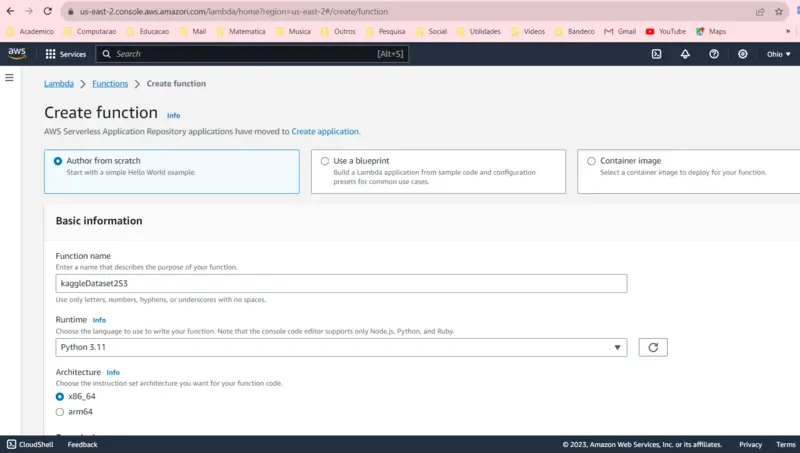 us-east-2.console.aws.amazon.com/lambda/home?region=us-east-2#/create/function
Academico Computacao Educacao Mail Matematica Musica Outros Pesquisa Social Utilidades Videos Bandeco Gmail YouTube Maps »
aws Services Search [Alt+S] Ohio
Lambda > Functions > Create function
Create function Info
AWS Serverless Application Repository applications have moved to Create application.
Author from scratch
Start with a simple Hello World example.
Use a blueprint
Build a Lambda application from sample code and configuration
presets for common use cases.
Container image
Select a container image to deploy for your function.
Basic information
Function name
Enter a name that describes the purpose of your function.
kaggleDataset2S3
Use only letters, numbers, hyphens, or underscores with no spaces.
Runtime Info
Choose the language to use to write your function. Note that the console code editor supports only Node.js, Python, and Ruby.
Python 3.11
Architecture Info
Choose the instruction set architecture you want for your function code.
x86_64
arm64
CloudShell Feedback © 2023, Amazon Web Services, Inc. or its affiliates. Privacy Terms